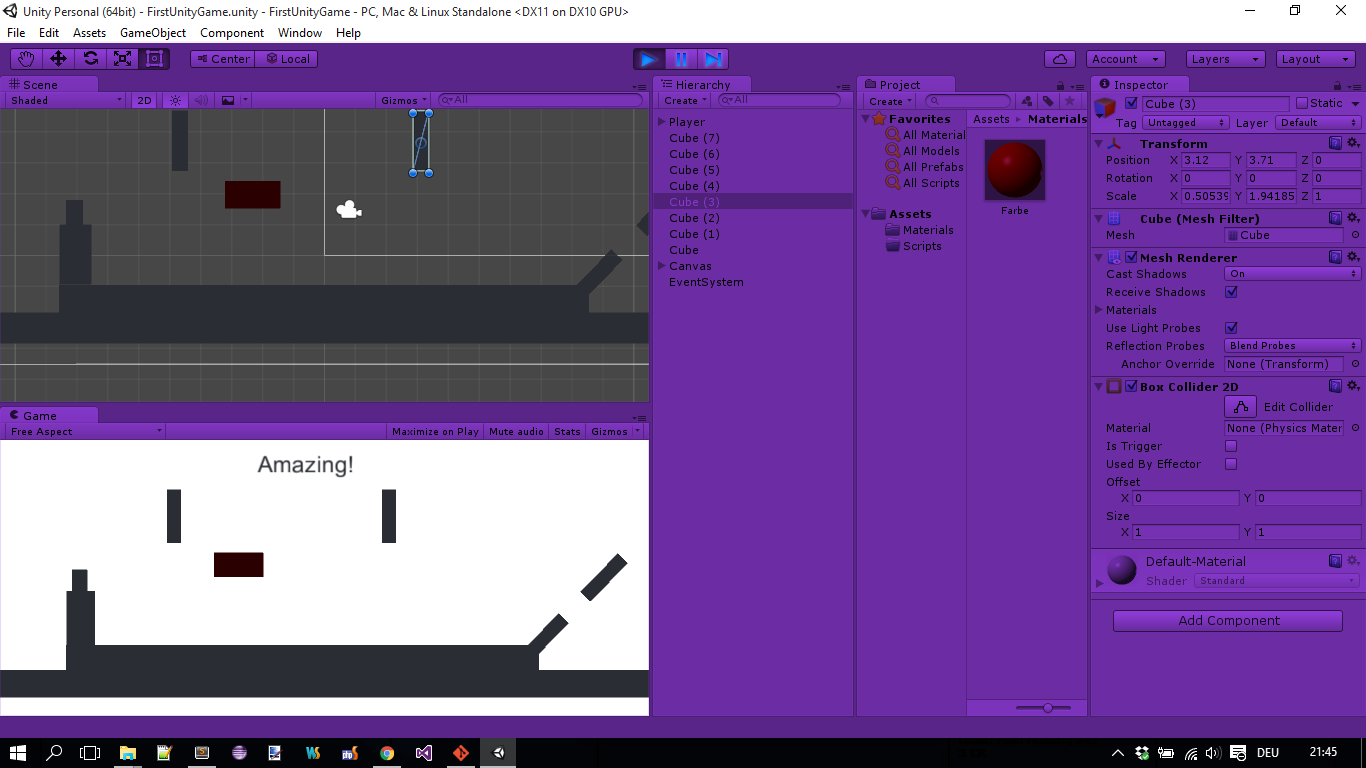 Unity Personal (64bit) - FirstUnityGame.unity - FirstUnityGame - PC, Mac & Linux Standalone <DX11 on DX10 GPU>
File Edit Assets GameObject Component Window Help
Center Local Account Layers Layout
Scene
Shaded 2D Gizmos All
Hierarchy
Create All
Player
Cube (7)
Cube (6)
Cube (5)
Cube (4)
Cube (3)
Cube (2)
Cube (1)
Cube
Canvas
EventSystem
Project
Create
Favorites
All Material
All Models
All Prefabs
All Scripts
Assets
Materials
Scripts
Assets Materials
Farbe
Inspector
Cube (3) Static
Tag Untagged Layer Default
Transform
Position X 3.12 Y 3.71 Z 0
Rotation X 0 Y 0 Z 0
Scale X 0.50539 Y 1.94185 Z 1
Cube (Mesh Filter)
Mesh Cube
Mesh Renderer
Cast Shadows On
Receive Shadows
Materials
Use Light Probes
Reflection Probes Blend Probes
Anchor Override None (Transform)
Box Collider 2D
Edit Collider
Material None (Physics Mater
Is Trigger
Used By Effector
Offset
X 0 Y 0
Size
X 1 Y 1
Default-Material
Shader Standard
Add Component
Game
Free Aspect Maximize on Play Mute audio Stats Gizmos
Amazing!
WS php5 DEU 21:45